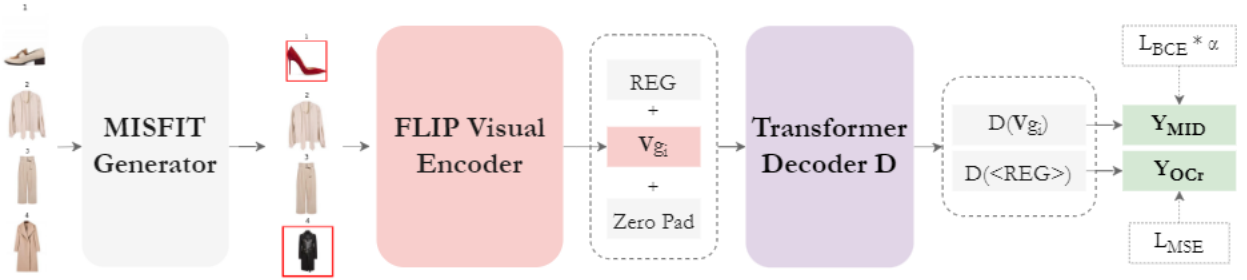 1
2
3
4
MISFIT
Generator
1
2
3
4
FLIP Visual
Encoder
REG
+
Vgi
+
Zero Pad
Transformer
Decoder D
D(Vgi)
D(<REG>)
LBCE * α
YMID
YOCr
LMSE